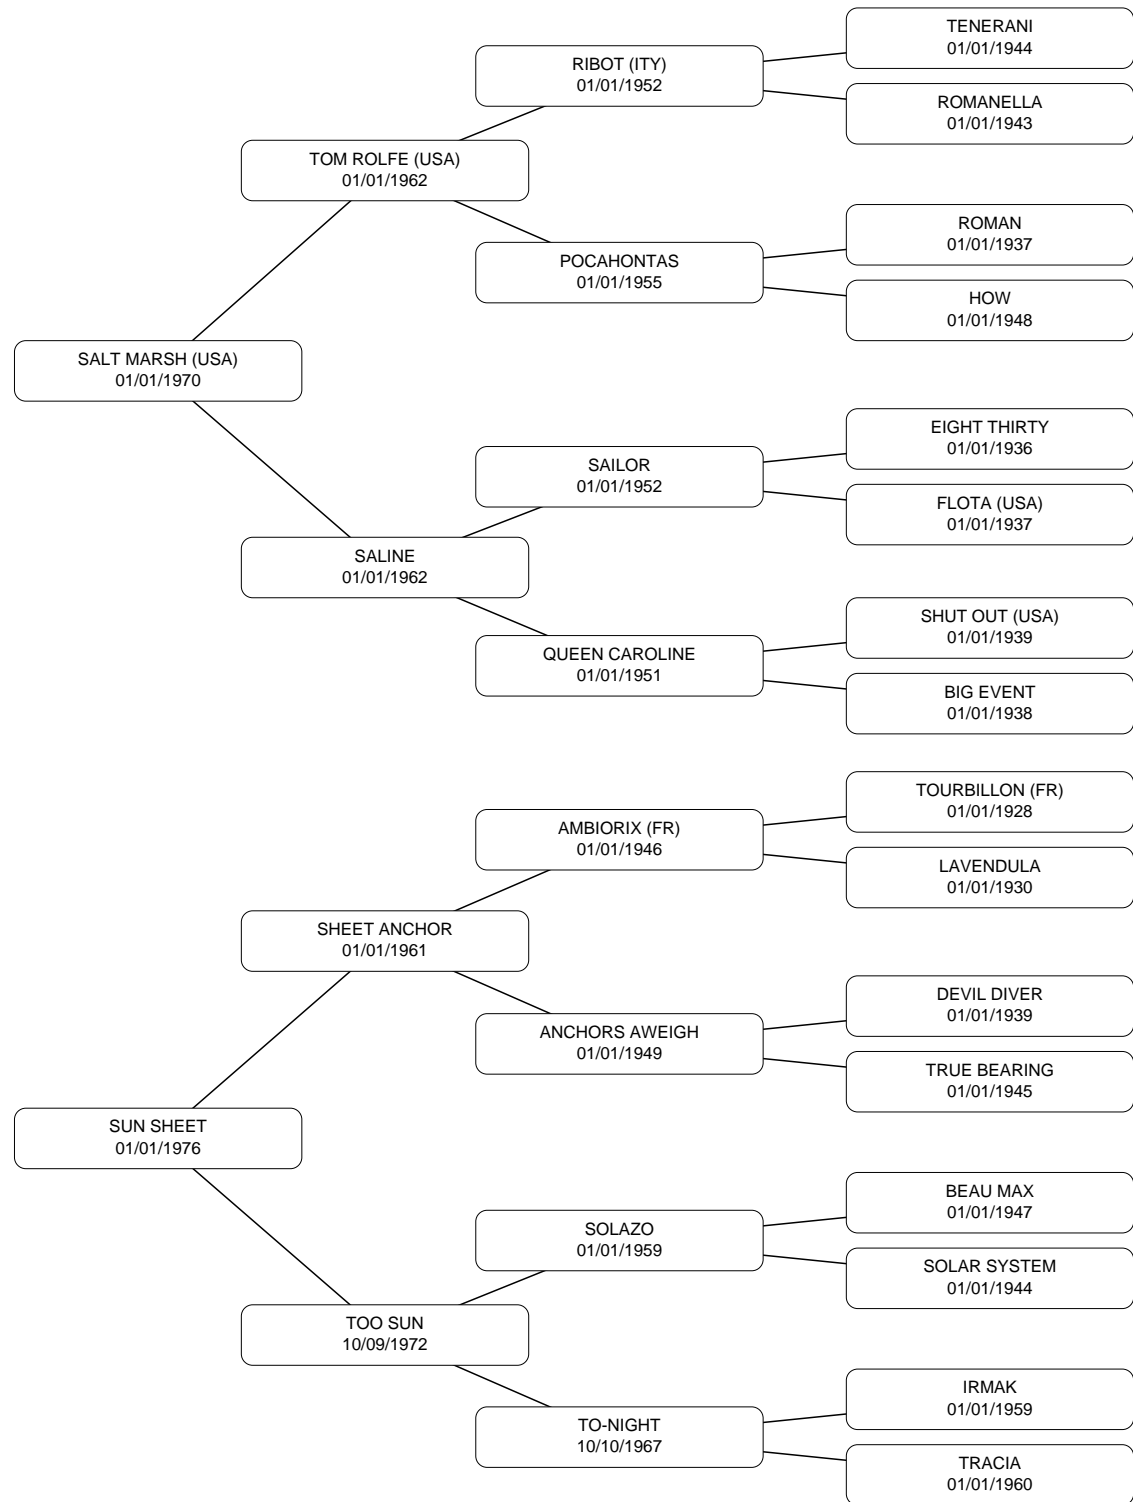 TENERANI
01/01/1944
RIBOT (ITY)
01/01/1952
ROMANELLA
01/01/1943
TOM ROLFE (USA)
01/01/1962
ROMAN
01/01/1937
POCAHONTAS
01/01/1955
HOW
01/01/1948
SALT MARSH (USA)
01/01/1970
EIGHT THIRTY
01/01/1936
SAILOR
01/01/1952
FLOTA (USA)
01/01/1937
SALINE
01/01/1962
SHUT OUT (USA)
01/01/1939
QUEEN CAROLINE
01/01/1951
BIG EVENT
01/01/1938
TOURBILLON (FR)
01/01/1928
AMBIORIX (FR)
01/01/1946
LAVENDULA
01/01/1930
SHEET ANCHOR
01/01/1961
DEVIL DIVER
01/01/1939
ANCHORS AWEIGH
01/01/1949
TRUE BEARING
01/01/1945
SUN SHEET
01/01/1976
BEAU MAX
01/01/1947
SOLAZO
01/01/1959
SOLAR SYSTEM
01/01/1944
TOO SUN
10/09/1972
IRMAK
01/01/1959
TO-NIGHT
10/10/1967
TRACIA
01/01/1960